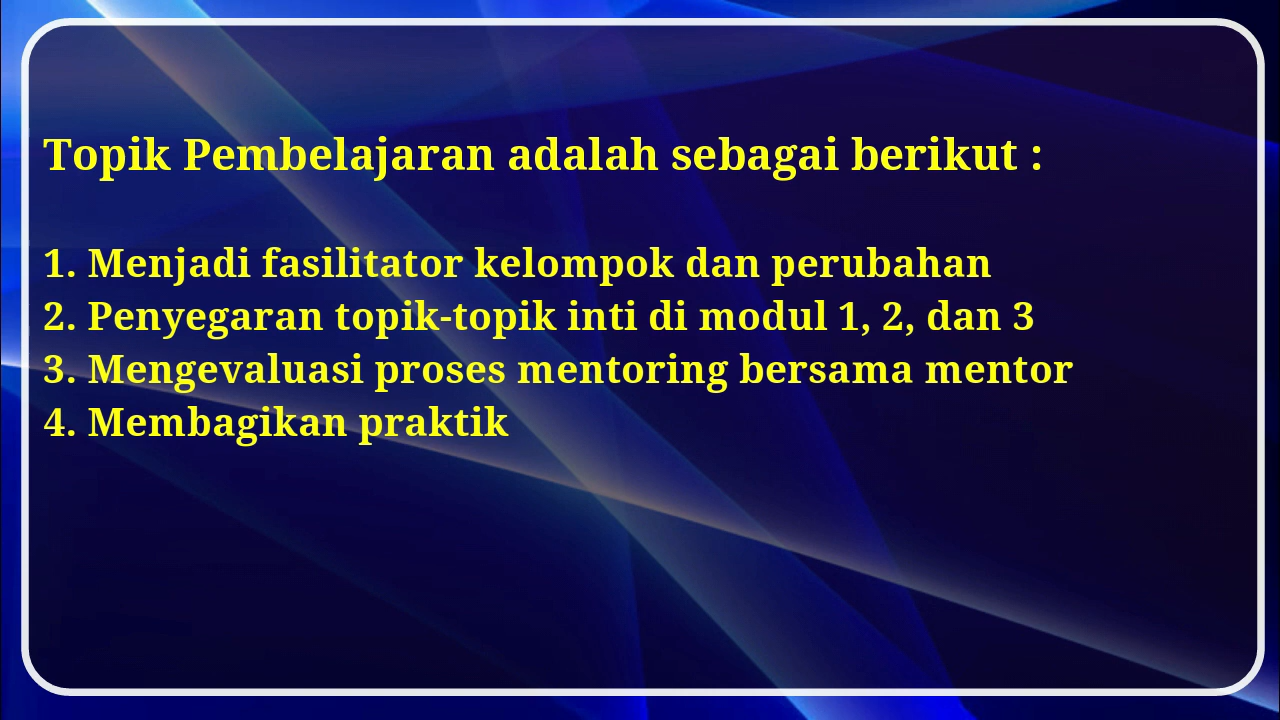 Topik Pembelajaran adalah sebagai berikut :
1. Menjadi fasilitator kelompok dan perubahan
2. Penyegaran topik-topik inti di modul 1, 2, dan 3
3. Mengevaluasi proses mentoring bersama mentor
4. Membagikan praktik